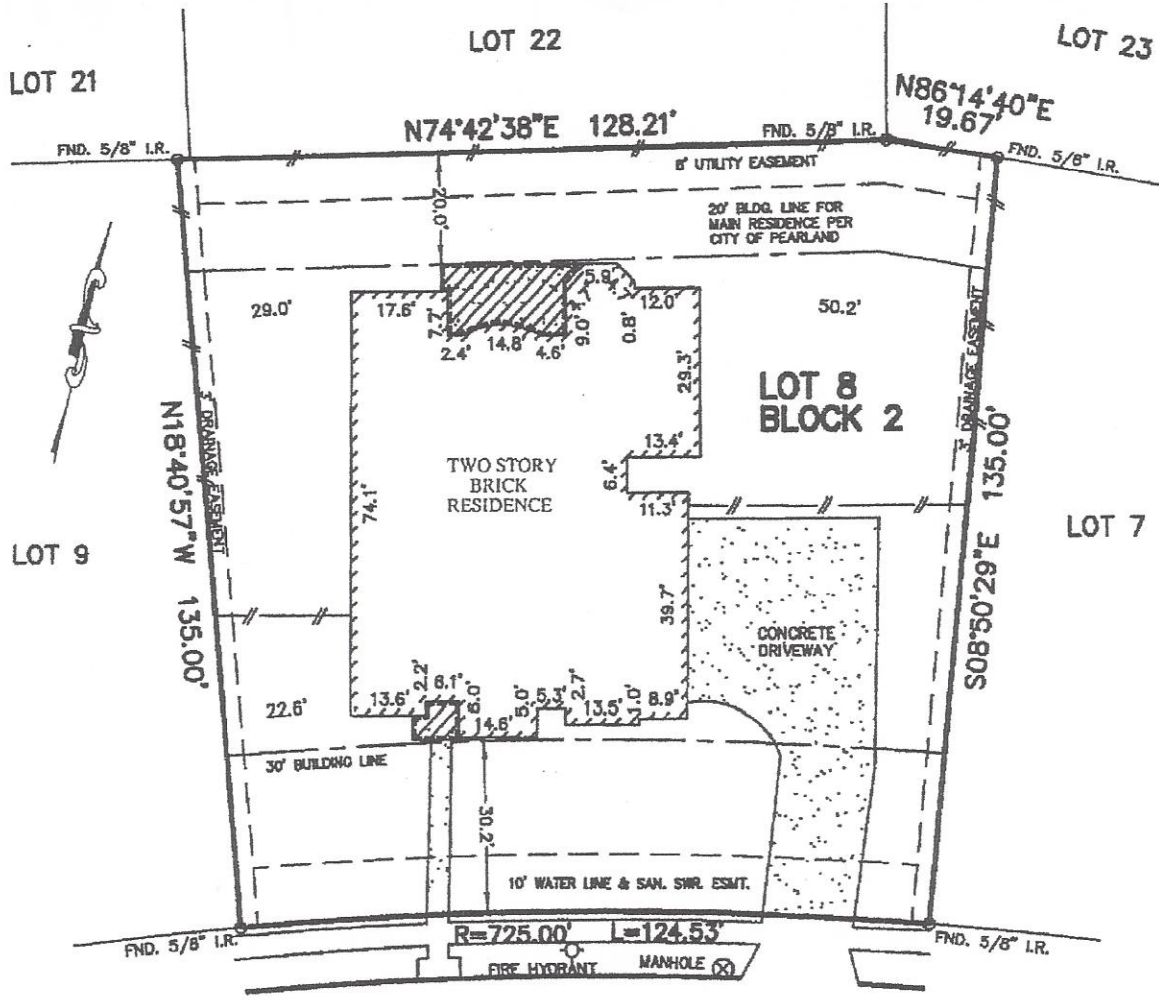 LOT 22
LOT 23
LOT 21
N86°14'40"E
19.67'
N74°42'38"E 128.21'
FND. 5/8" I.R.
FND. 5/8" I.R.
FND. 5/8" I.R.
8' UTILITY EASEMENT
20.0'
20' BLDG. LINE FOR
MAIN RESIDENCE PER
CITY OF PEARLAND
5.9'
29.0'
17.6'
7.7'
9.0'
0.8'
12.0'
50.2'
2.4'
14.8'
4.6'
29.3'
3' DRAINAGE EASEMENT
LOT 8
BLOCK 2
N18°40'57"W 135.00'
3' DRAINAGE EASEMENT
13.4'
TWO STORY
BRICK
RESIDENCE
6.4'
11.3'
74.1'
S08°50'29"E 135.00'
LOT 9
LOT 7
39.7'
CONCRETE
DRIVEWAY
22.6'
13.6'
2.2'
6.1'
6.0'
14.6'
5.0'
5.3'
2.7'
13.5'
1.0'
8.9'
30' BUILDING LINE
30.2'
10' WATER LINE & SAN. SWR. ESMT.
FND. 5/8" I.R.
R=725.00' L=124.53'
FND. 5/8" I.R.
FIRE HYDRANT
MANHOLE